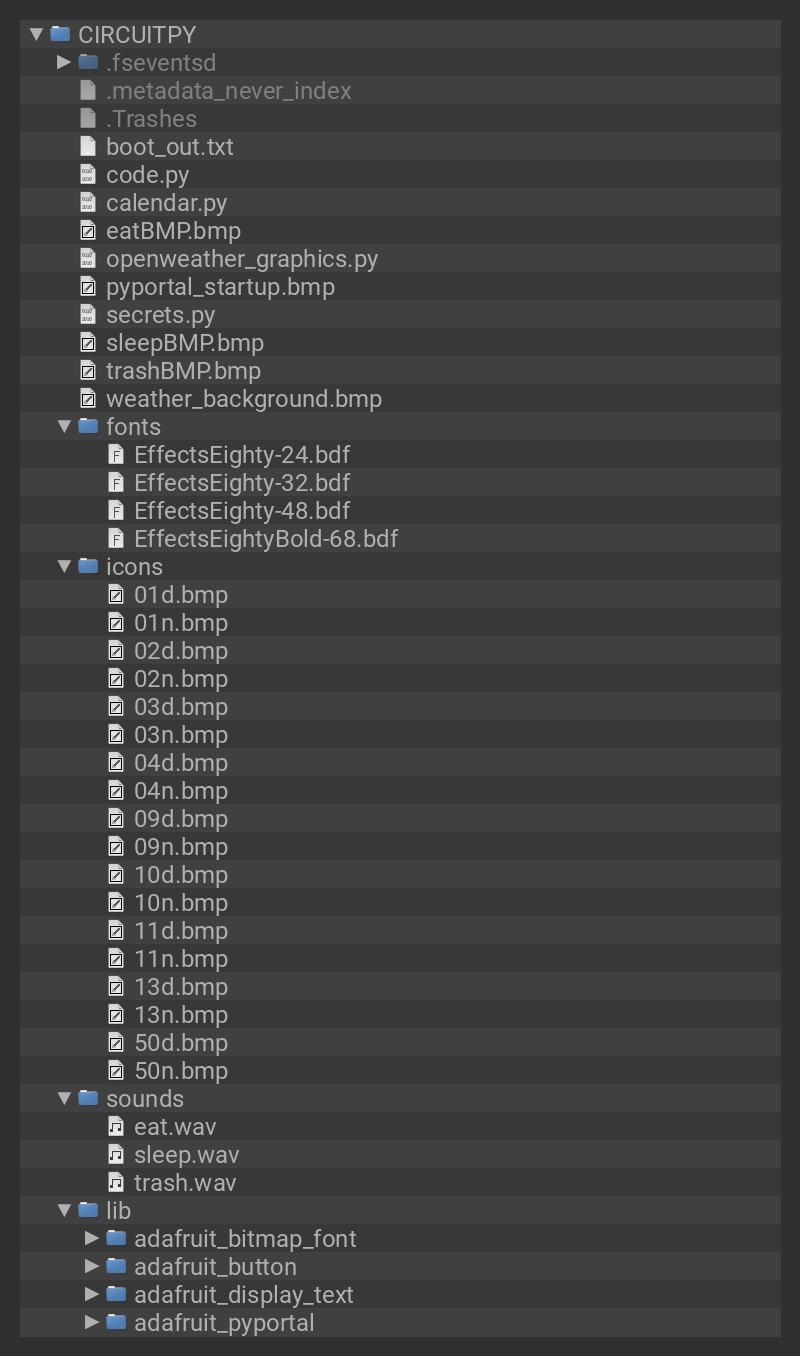 CIRCUITPY
.fseventsd
.metadata_never_index
.Trashes
boot_out.txt
code.py
calendar.py
eatBMP.bmp
openweather_graphics.py
pyportal_startup.bmp
secrets.py
sleepBMP.bmp
trashBMP.bmp
weather_background.bmp
fonts
EffectsEighty-24.bdf
EffectsEighty-32.bdf
EffectsEighty-48.bdf
EffectsEightyBold-68.bdf
icons
01d.bmp
01n.bmp
02d.bmp
02n.bmp
03d.bmp
03n.bmp
04d.bmp
04n.bmp
09d.bmp
09n.bmp
10d.bmp
10n.bmp
11d.bmp
11n.bmp
13d.bmp
13n.bmp
50d.bmp
50n.bmp
sounds
eat.wav
sleep.wav
trash.wav
lib
adafruit_bitmap_font
adafruit_button
adafruit_display_text
adafruit_pyportal